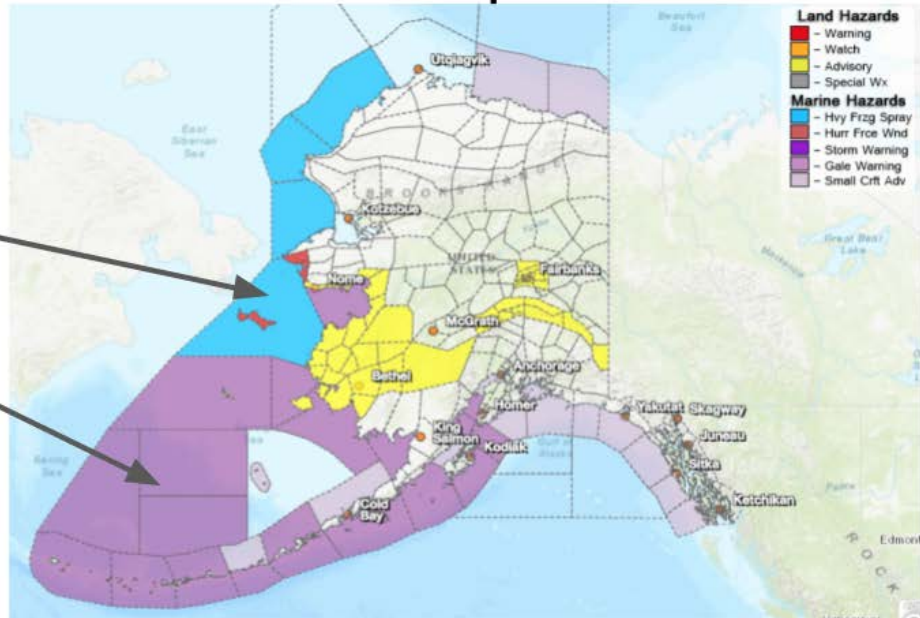 Beaufort
Sea
Land Hazards
- Warning
- Watch
- Advisory
- Special Wx
Marine Hazards
- Hvy Frzg Spray
- Hurr Frce Wnd
- Storm Warning
- Gale Warning
- Small Crft Adv
Utqiagvik
East
Siberian
Sea
BROOKS RANGE
Kotzebue
Great Bear
Lake
Mackenzie
UNITED
STATES
Fairbanks
Nome
McGrath
Anchorage
Bethel
Homer
Yakutat
Skagway
King
Salmon
Juneau
Kodiak
Gulf of
Alaska
Sitka
Bering
Sea
Ketchikan
Cold
Bay
Edmont
ROCK